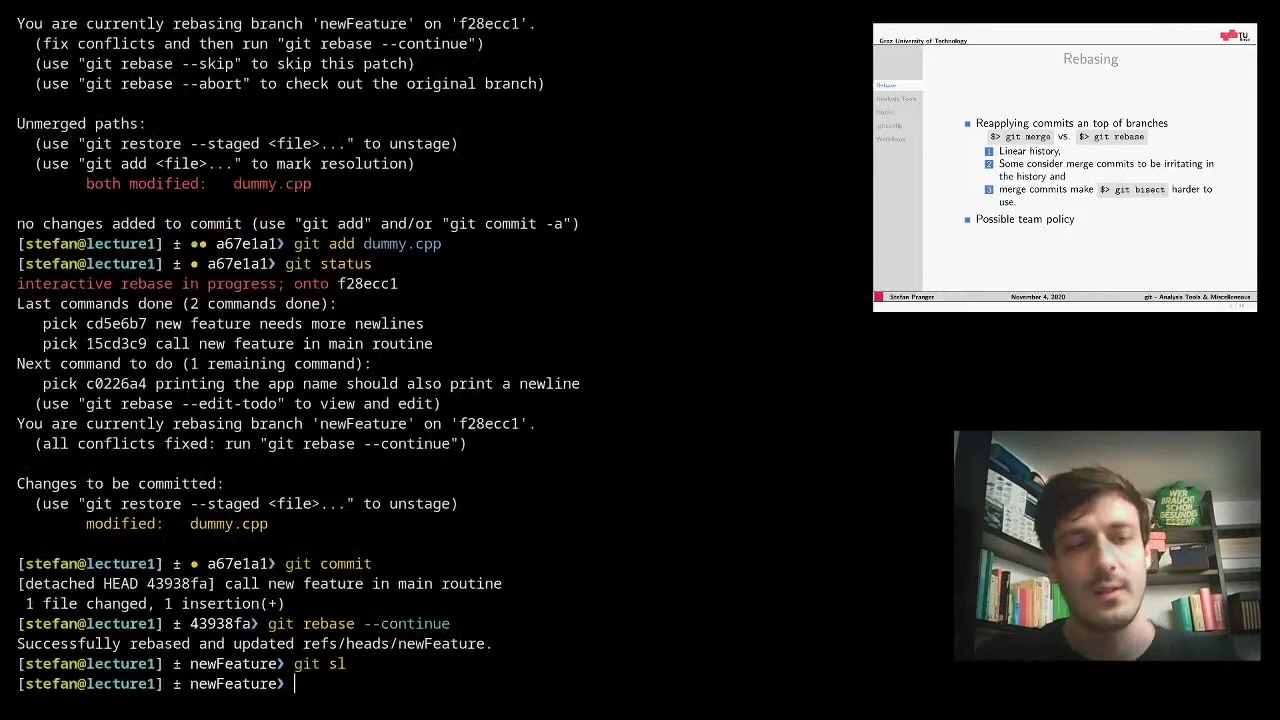 You are currently rebasing branch 'newFeature' on 'f28ecc1'.
(fix conflicts and then run "git rebase --continue")
(use "git rebase --skip" to skip this patch)
(use "git rebase --abort" to check out the original branch)
Unmerged paths:
(use "git restore --staged <file>..." to unstage)
(use "git add <file>..." to mark resolution)
both modified:   dummy.cpp
no changes added to commit (use "git add" and/or "git commit -a")
[stefan@lecture1] ± ●● a67e1a1❯ git add dummy.cpp
[stefan@lecture1] ± ● a67e1a1❯ git status
interactive rebase in progress; onto f28ecc1
Last commands done (2 commands done):
pick cd5e6b7 new feature needs more newlines
pick 15cd3c9 call new feature in main routine
Next command to do (1 remaining command):
pick c0226a4 printing the app name should also print a newline
(use "git rebase --edit-todo" to view and edit)
You are currently rebasing branch 'newFeature' on 'f28ecc1'.
(all conflicts fixed: run "git rebase --continue")
Changes to be committed:
(use "git restore --staged <file>..." to unstage)
modified:   dummy.cpp
[stefan@lecture1] ± ● a67e1a1❯ git commit
[detached HEAD 43938fa] call new feature in main routine
1 file changed, 1 insertion(+)
[stefan@lecture1] ± 43938fa❯ git rebase --continue
Successfully rebased and updated refs/heads/newFeature.
[stefan@lecture1] ± newFeature❯ git sl
[stefan@lecture1] ± newFeature❯
Graz University of Technology
TU
Rebasing
Rebase
Analysis Tools
Hooks
.gitconfig
Workflows
Reapplying commits an top of branches
$> git merge vs. $> git rebase
1 Linear history,
2 Some consider merge commits to be irritating in
the history and
3 merge commits make $> git bisect harder to
use.
Possible team policy
Stefan Pranger
November 4, 2020
git - Analysis Tools & Miscellaneous
WER
BRAUCHT
SCHON
GESUNDES
ESSEN?